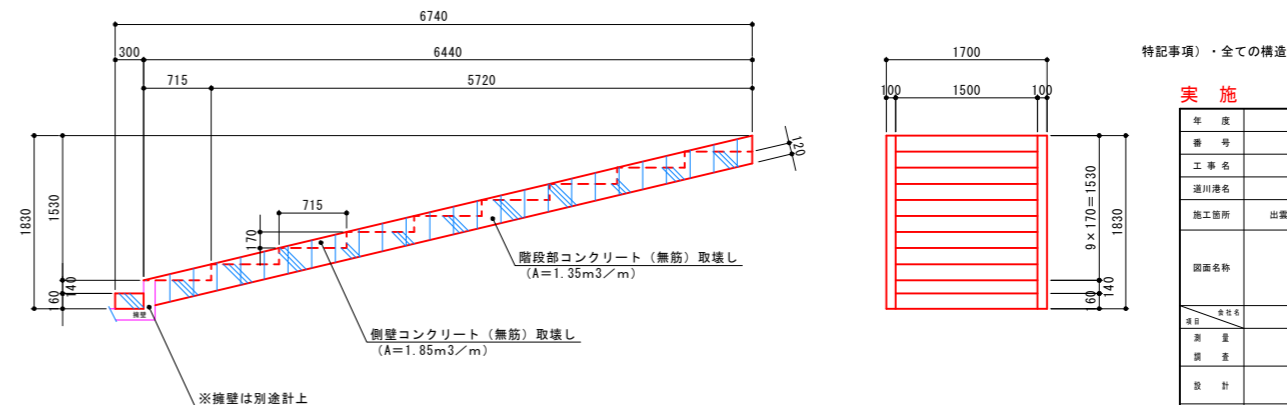 6740
300
6440
715
5720
1830
1530
140
160
715
170
120
階段部コンクリート（無筋）取壊し
（A＝1.35m3／m）
側壁コンクリート（無筋）取壊し
（A＝1.85m3／m）
擁壁
※擁壁は別途計上
1700
100
1500
100
9×170＝1530
1830
140
160
特記事項）・全ての構造
実 施
年 度
番 号
工 事 名
道川港名
施工箇所 出雲
図面名称
会社名
項目
測 量
調 査
設 計